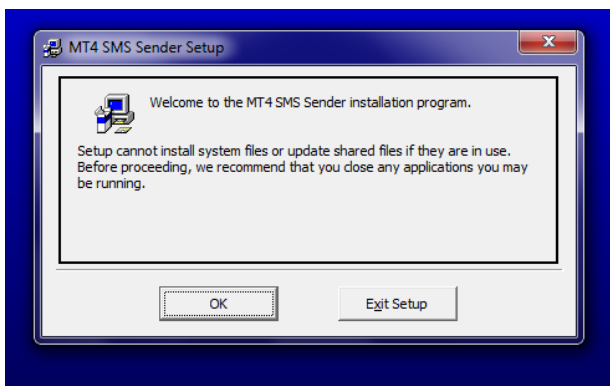 MT4 SMS Sender Setup
Welcome to the MT4 SMS Sender installation program.
Setup cannot install system files or update shared files if they are in use.
Before proceeding, we recommend that you close any applications you may
be running.
OK
Exit Setup